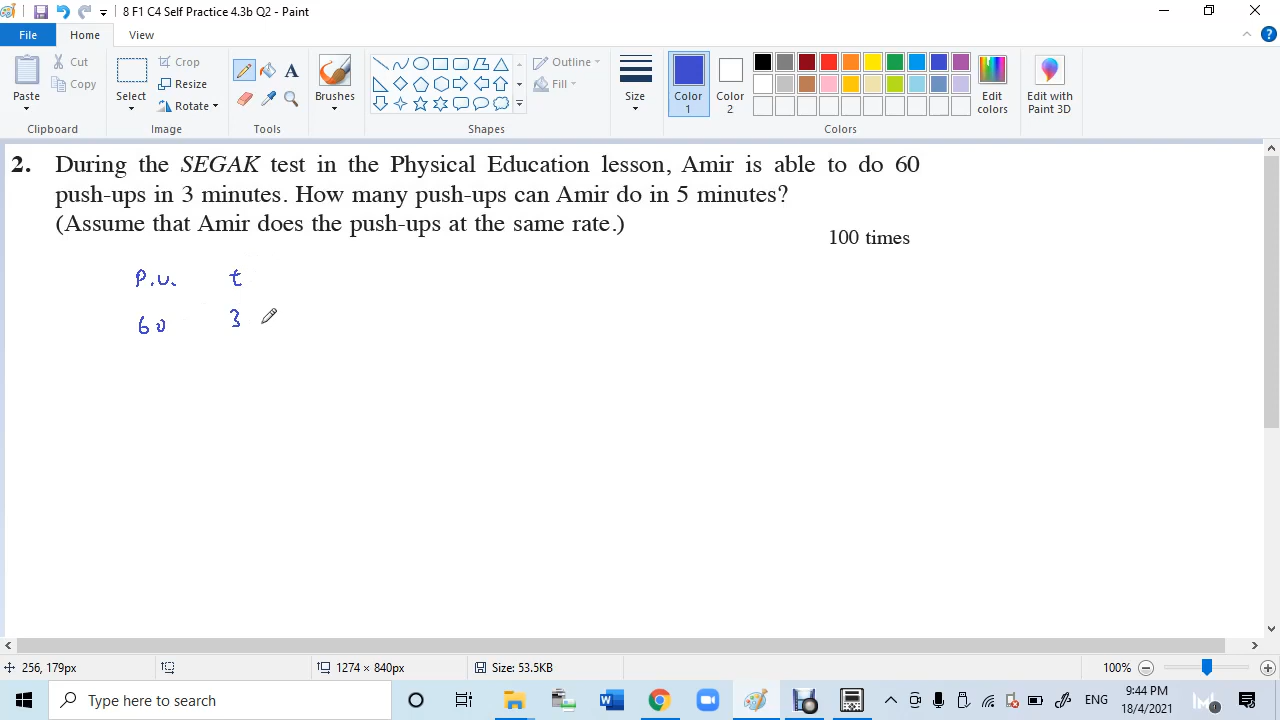 8 F1 C4 Self Practice 4.3b Q2 - Paint
File Home View
Paste
Cut
Copy
Clipboard
Select
Crop
Resize
Rotate
Image
A
Tools
Brushes
Outline
Fill
Shapes
Size
Color 1
Color 2
Edit colors
Colors
Edit with Paint 3D
2. During the SEGAK test in the Physical Education lesson, Amir is able to do 60
push-ups in 3 minutes. How many push-ups can Amir do in 5 minutes?
(Assume that Amir does the push-ups at the same rate.)
100 times
P.U. t
60 3
256, 179px
1274 × 840px
Size: 53.5KB
100%
Type here to search
ENG
9:44 PM
18/4/2021